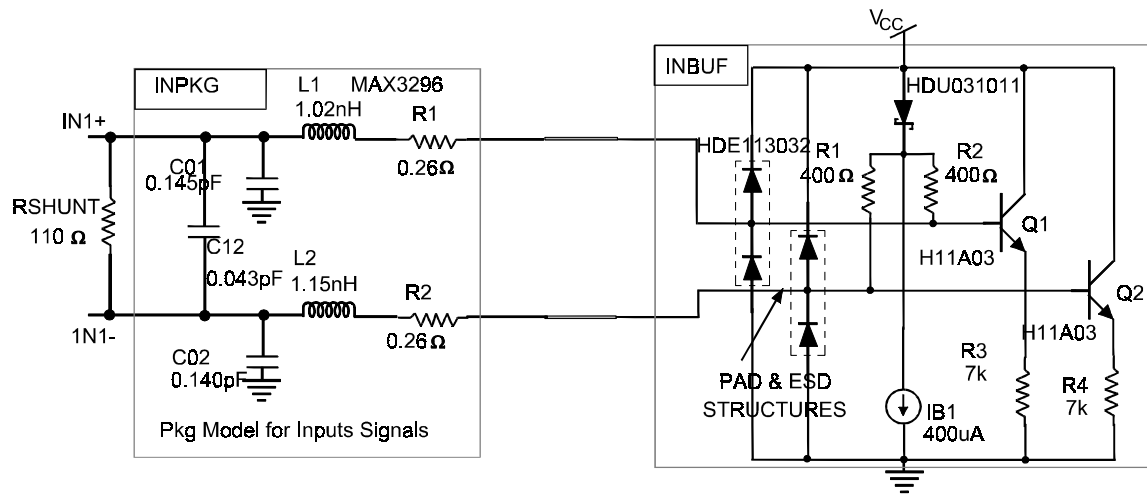 V_CC
INPKG
L1
MAX3296
1.02nH
R1
INBUF
HDU031011
IN1+
0.26Ω
HDE113032
R1
400Ω
R2
400Ω
C01
0.145pF
RSHUNT
110 Ω
C12
0.043pF
Q1
H11A03
L2
1.15nH
R2
Q2
1N1-
0.26Ω
H11A03
C02
0.140pF
R3
7k
R4
7k
PAD & ESD
STRUCTURES
IB1
400uA
Pkg Model for Inputs Signals